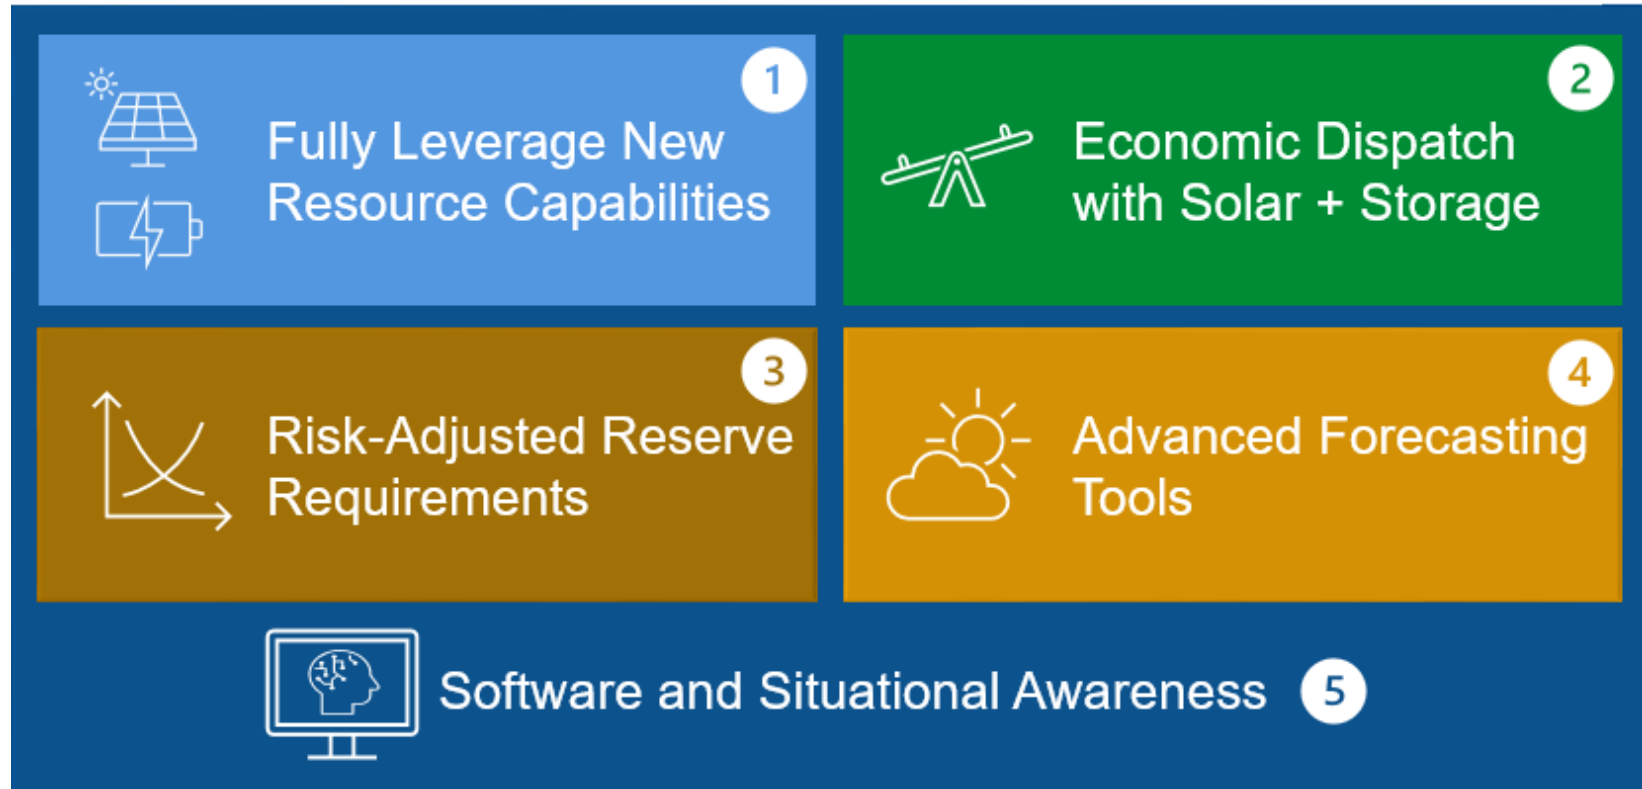 1
Fully Leverage New
Resource Capabilities
2
Economic Dispatch
with Solar + Storage
3
Risk-Adjusted Reserve
Requirements
4
Advanced Forecasting
Tools
Software and Situational Awareness 5